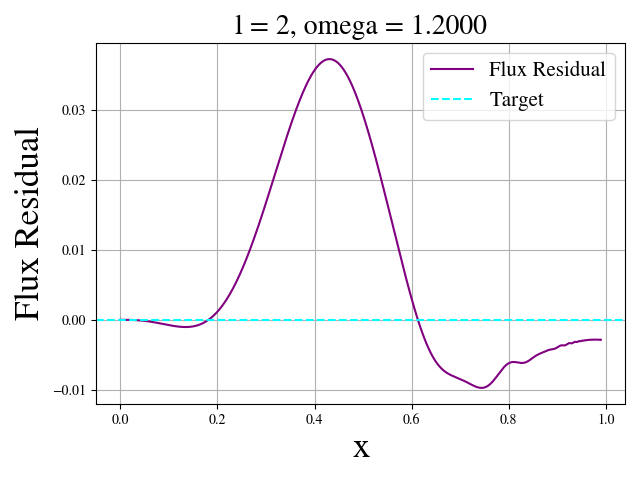 l = 2, omega = 1.2000
Flux Residual
Target
Flux Residual
0.03
0.02
0.01
0.00
−0.01
0.0 0.2 0.4 0.6 0.8 1.0
x